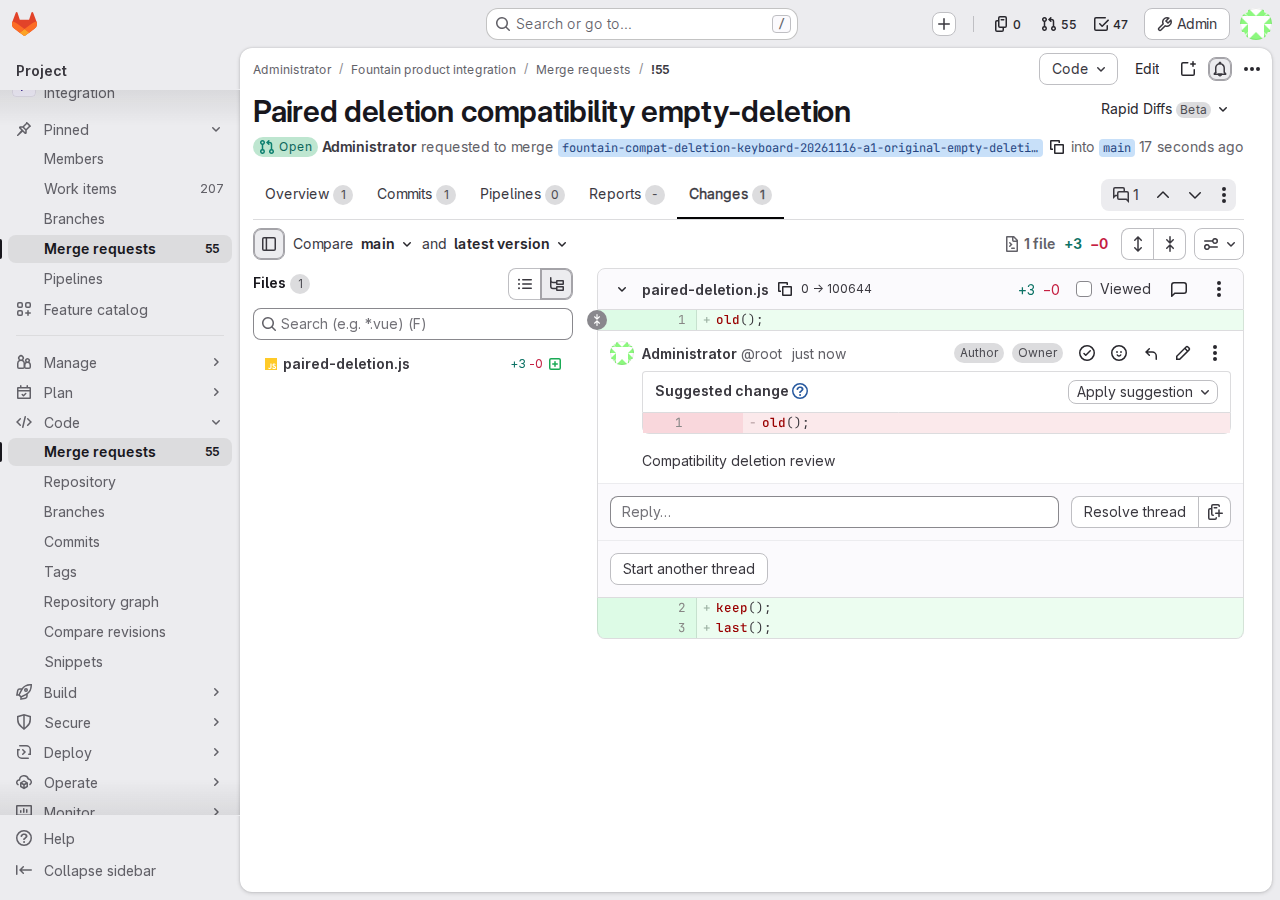 Search or go to...
/
0
55
47
Admin
Project
integration
Pinned
Members
Work items 207
Branches
Merge requests 55
Pipelines
Feature catalog
Manage
Plan
Code
Merge requests 55
Repository
Branches
Commits
Tags
Repository graph
Compare revisions
Snippets
Build
Secure
Deploy
Operate
Monitor
Help
Collapse sidebar
Administrator / Fountain product integration / Merge requests / !55
Code
Edit
Paired deletion compatibility empty-deletion
Rapid Diffs Beta
Open Administrator requested to merge fountain-compat-deletion-keyboard-20261116-a1-original-empty-deleti… into main 17 seconds ago
Overview 1
Commits 1
Pipelines 0
Reports -
Changes 1
1
Compare main and latest version
1 file +3 −0
Files 1
Search (e.g. *.vue) (F)
paired-deletion.js +3 -0
paired-deletion.js 0 → 100644 +3 −0 Viewed
1 + old();
Administrator @root just now Author Owner
Suggested change Apply suggestion
1 - old();
Compatibility deletion review
Reply…
Resolve thread
Start another thread
2 + keep();
3 + last();